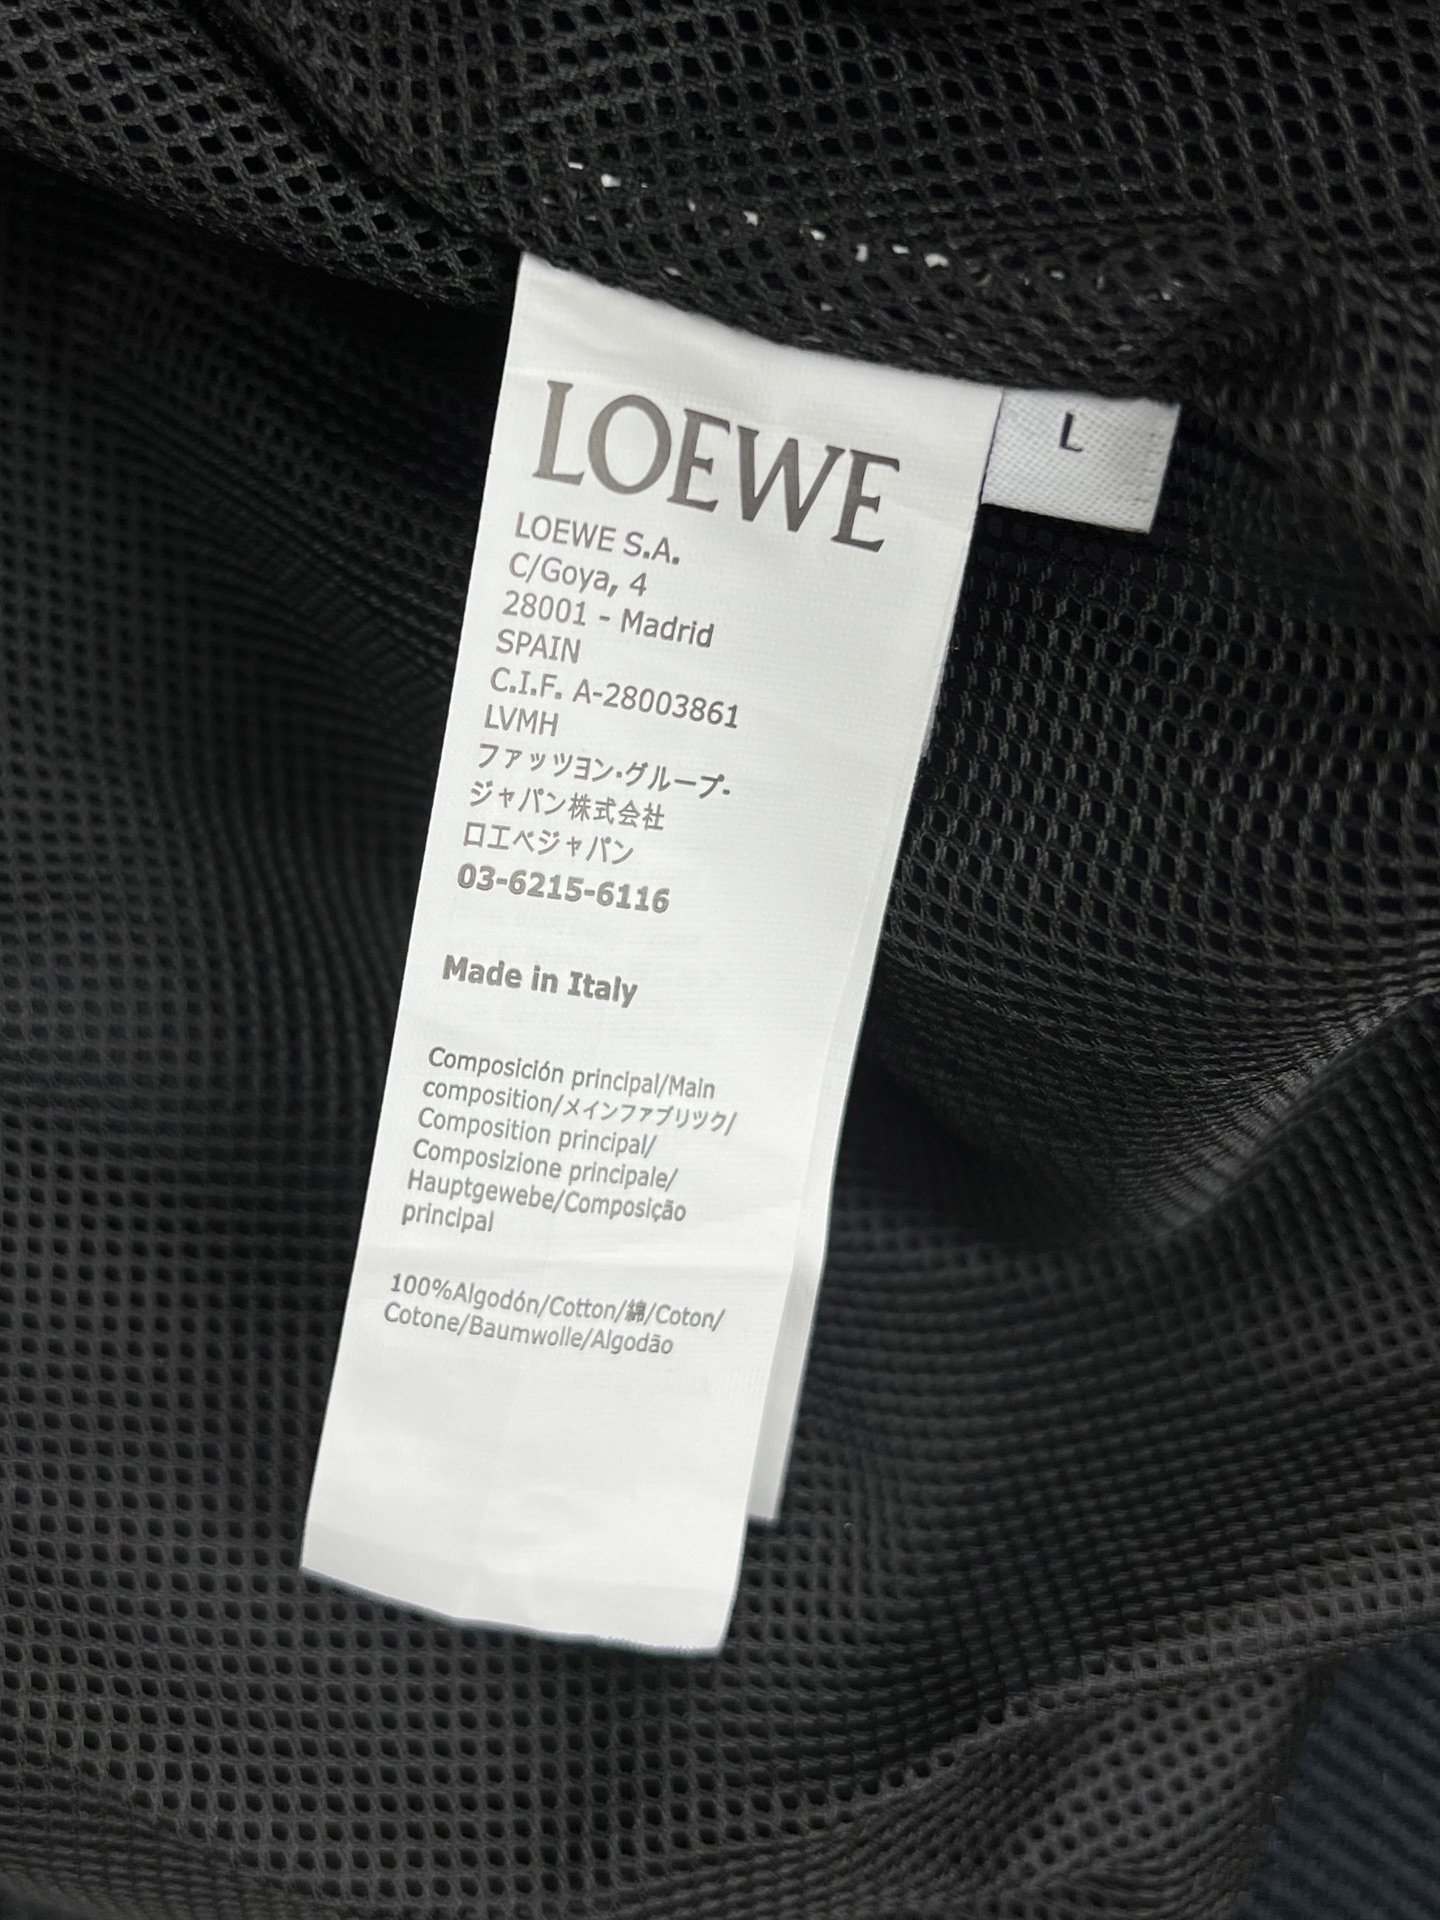 LOEWE
L
LOEWE S.A.
C/Goya, 4
28001 - Madrid
SPAIN
C.I.F. A-28003861
LVMH
ファッツヨン・グループ-
ジャパン株式会社
ロエベジャパン
03-6215-6116
Made in Italy
Composición principal/Main
composition/メインファブリック/
Composition principal/
Composizione principale/
Hauptgewebe/Composição
principal
100%Algodón/Cotton/綿/Coton/
Cotone/Baumwolle/Algodão